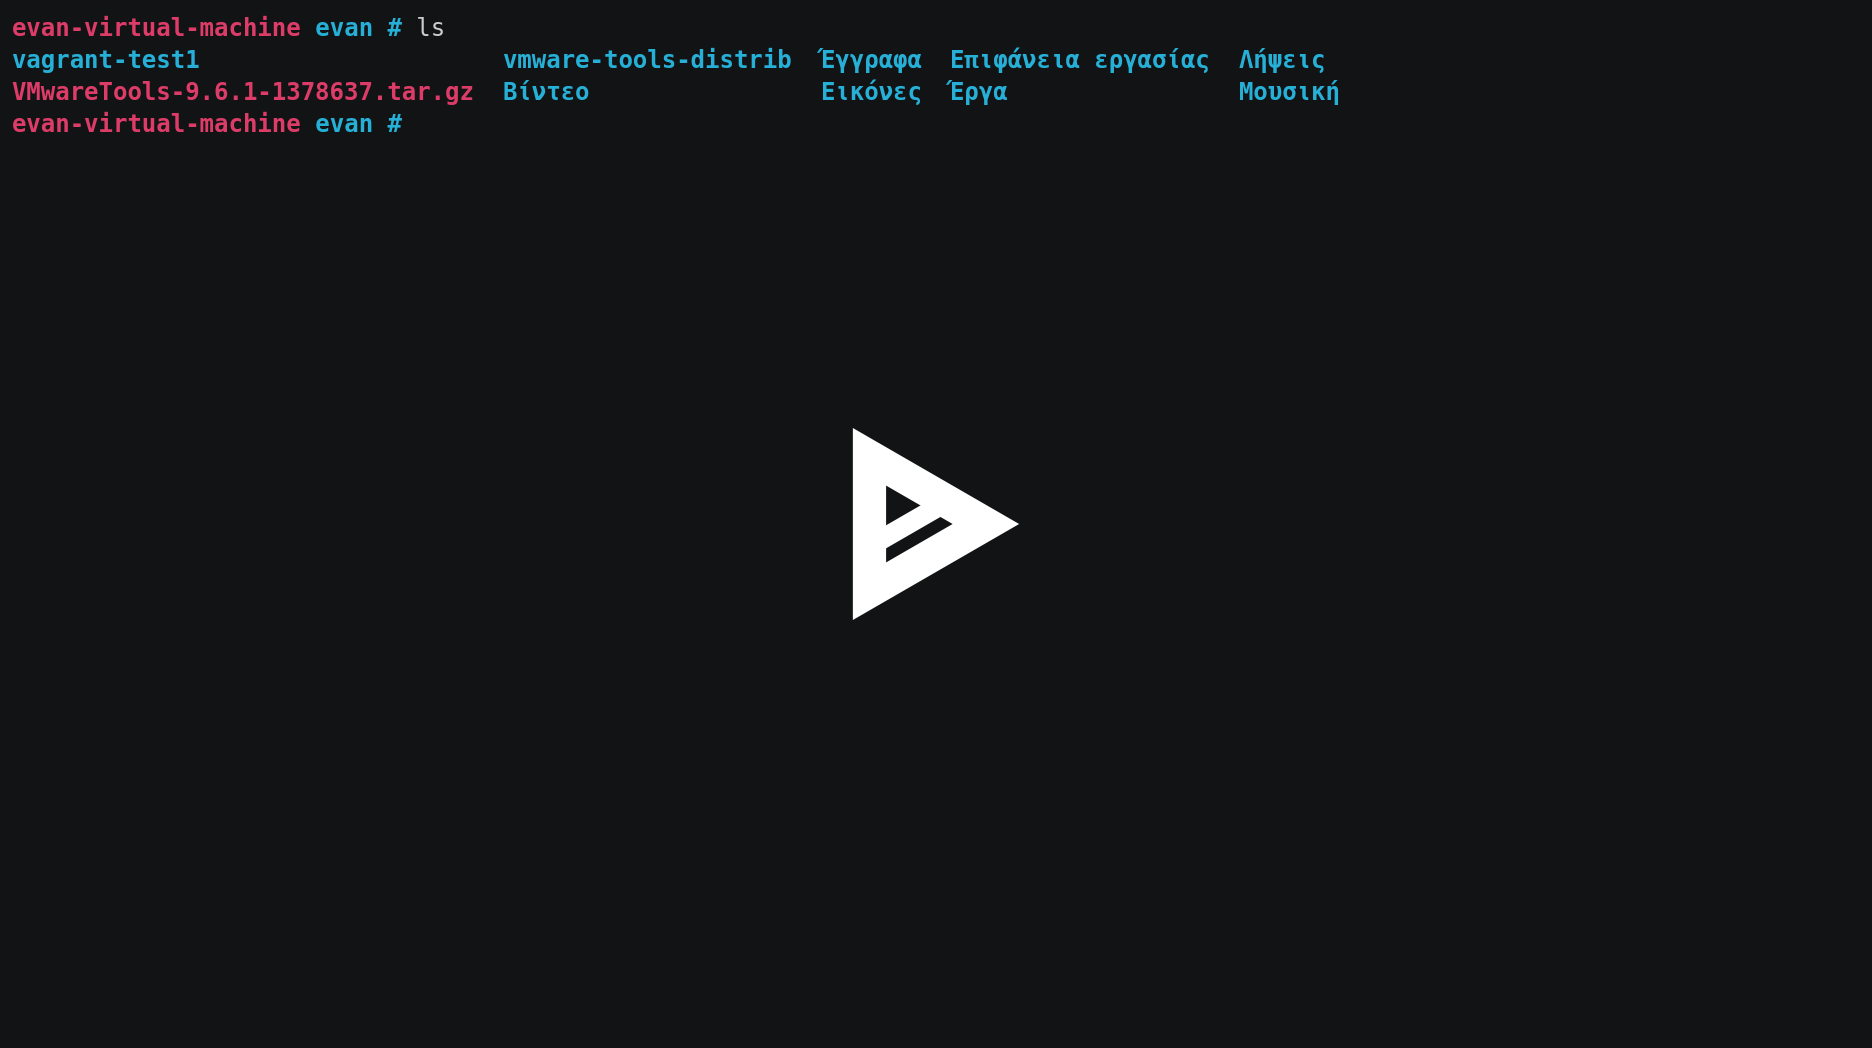 evan-virtual-machine evan # ls
vagrant-test1 vmware-tools-distrib Έγγραφα Επιφάνεια εργασίας Λήψεις
VMwareTools-9.6.1-1378637.tar.gz Βίντεο Εικόνες Έργα Μουσική
evan-virtual-machine evan #